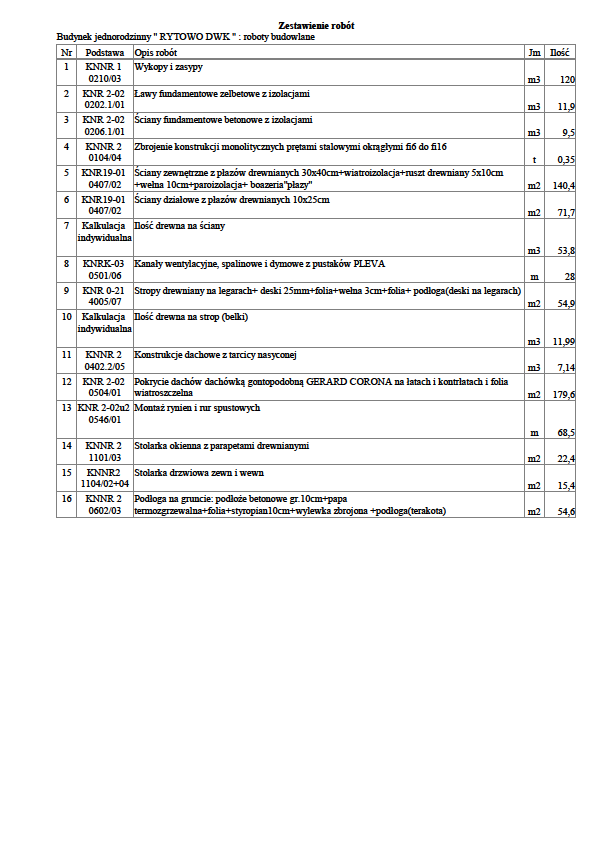 Zestawienie robót
Budynek jednorodzinny " RYTOWO DWK " : roboty budowlane
Nr Podstawa Opis robót Jm Ilość
1 KNNR 1 Wykopy i zasypy
0210/03 m3 120
2 KNR 2-02 Ławy fundamentowe zelbetowe z izolacjami
0202.1/01 m3 11,9
3 KNR 2-02 Ściany fundamentowe betonowe z izolacjami
0206.1/01 m3 9,5
4 KNNR 2 Zbrojenie konstrukcji monolitycznych prętami stalowymi okrągłymi fi6 do fi16
0104/04 t 0,35
5 KNR19-01 Ściany zewnętrzne z płazów drewnianych 30x40cm+wiatroizolacja+ruszt drewniany 5x10cm
0407/02 +wełna 10cm+paroizolacja+ boazeria"płazy" m2 140,4
6 KNR19-01 Ściany działowe z płazów drewnianych 10x25cm
0407/02 m2 71,7
7 Kalkulacja Ilość drewna na ściany
indywidualna
m3 53,8
8 KNRK-03 Kanały wentylacyjne, spalinowe i dymowe z pustaków PLEVA
0501/06 m 28
9 KNR 0-21 Stropy drewniany na legarach+ deski 25mm+folia+wełna 3cm+folia+ podłoga(deski na legarach)
4005/07 m2 54,9
10 Kalkulacja Ilość drewna na strop (belki)
indywidualna
m3 11,99
11 KNNR 2 Konstrukcje dachowe z tarcicy nasyconej
0402.2/05 m3 7,14
12 KNR 2-02 Pokrycie dachów dachówką gontopodobną GERARD CORONA na łatach i kontrłatach i folia
0504/01 wiatroszczelna m2 179,6
13 KNR 2-02u2 Montaż rynien i rur spustowych
0546/01
m 68,5
14 KNNR 2 Stolarka okienna z parapetami drewnianymi
1101/03 m2 22,4
15 KNNR2 Stolarka drzwiowa zewn i wewn
1104/02+04 m2 15,4
16 KNNR 2 Podłoga na gruncie: podłoże betonowe gr.10cm+papa
0602/03 termozgrzewalna+folia+styropian10cm+wylewka zbrojona +podłoga(terakota) m2 54,6